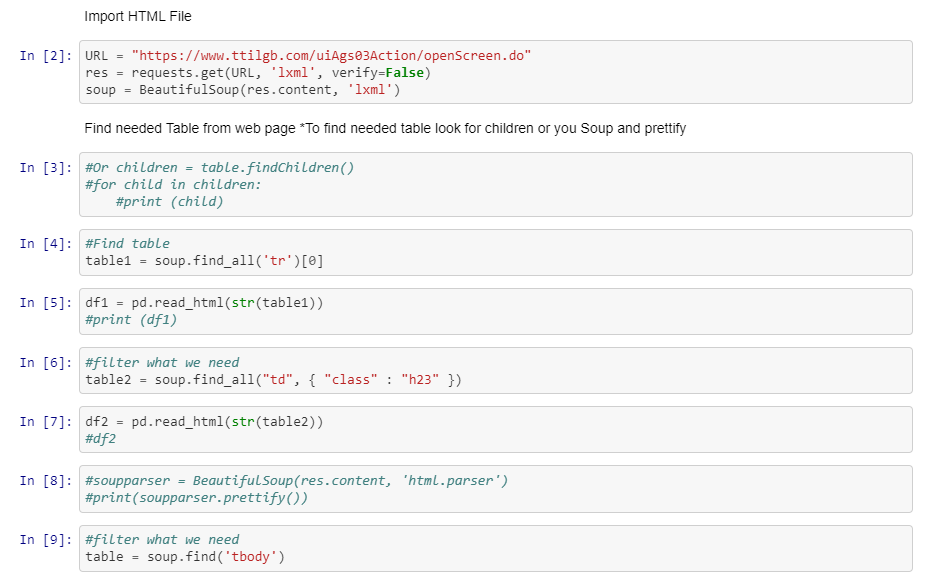 Import HTML File
In [2]: URL = "https://www.ttilgb.com/uiAgs03Action/openScreen.do"
res = requests.get(URL, 'lxml', verify=False)
soup = BeautifulSoup(res.content, 'lxml')
Find needed Table from web page *To find needed table look for children or you Soup and prettify
In [3]: #Or children = table.findChildren()
#for child in children:
    #print (child)
In [4]: #Find table
table1 = soup.find_all('tr')[0]
In [5]: df1 = pd.read_html(str(table1))
#print (df1)
In [6]: #filter what we need
table2 = soup.find_all("td", { "class" : "h23" })
In [7]: df2 = pd.read_html(str(table2))
#df2
In [8]: #soupparser = BeautifulSoup(res.content, 'html.parser')
#print(soupparser.prettify())
In [9]: #filter what we need
table = soup.find('tbody')